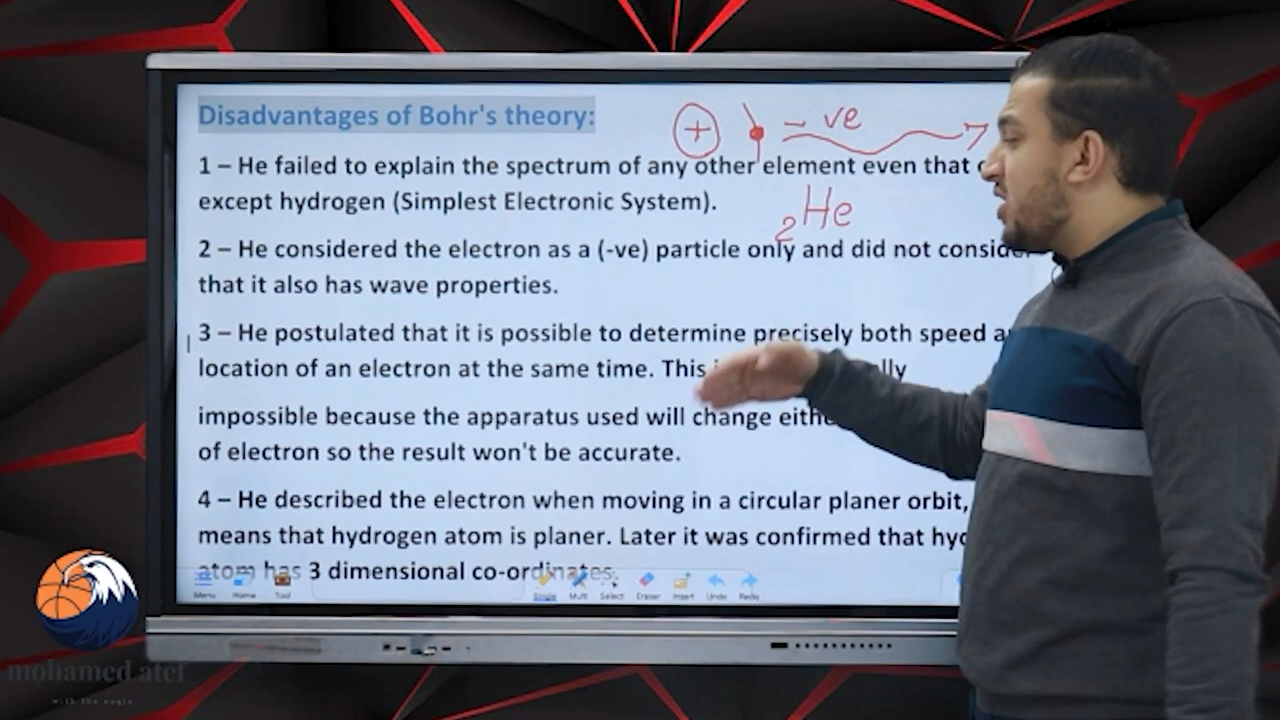 Disadvantages of Bohr's theory:
+ - ve
1 – He failed to explain the spectrum of any other element even that
except hydrogen (Simplest Electronic System).
2He
2 – He considered the electron as a (-ve) particle only and did not consider
that it also has wave properties.
3 – He postulated that it is possible to determine precisely both speed
location of an electron at the same time. This
impossible because the apparatus used will change
of electron so the result won't be accurate.
4 – He described the electron when moving in a circular planer orbit,
means that hydrogen atom is planer. Later it was confirmed that
atom has 3 dimensional co-ordinates.
Menu Home Tool Single Multi Select Eraser Insert Undo Redo
mohamed atef
with the eagle